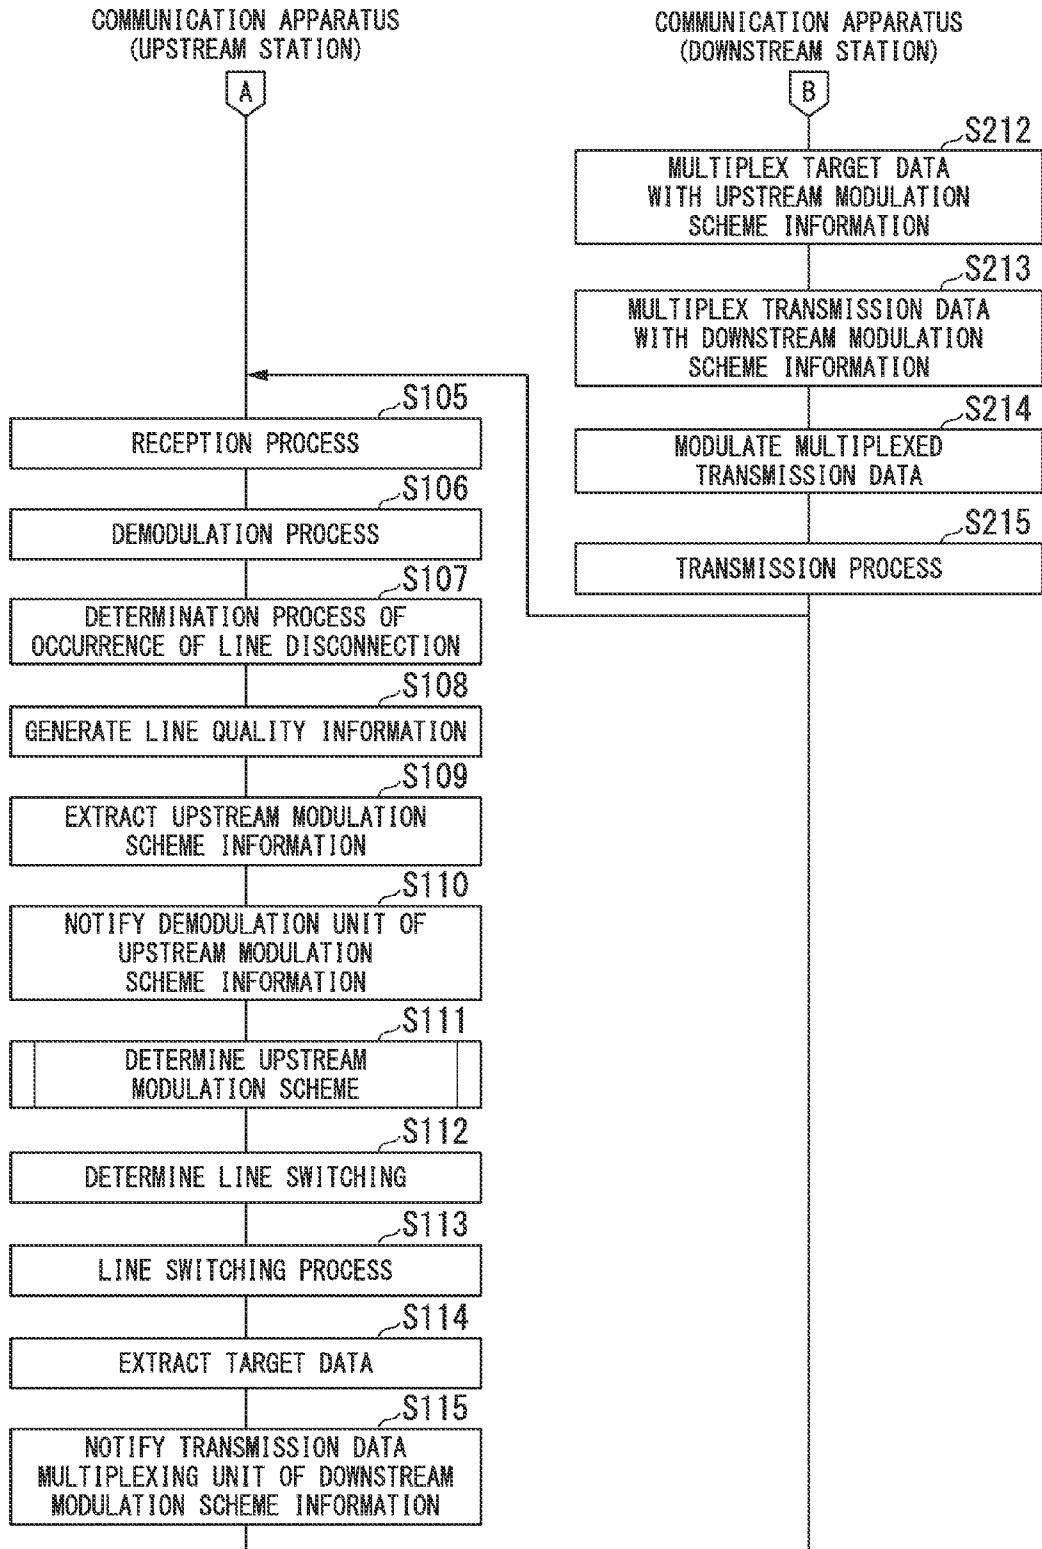 COMMUNICATION APPARATUS
(UPSTREAM STATION)
A
S105
RECEPTION PROCESS
S106
DEMODULATION PROCESS
S107
DETERMINATION PROCESS OF
OCCURRENCE OF LINE DISCONNECTION
S108
GENERATE LINE QUALITY INFORMATION
S109
EXTRACT UPSTREAM MODULATION
SCHEME INFORMATION
S110
NOTIFY DEMODULATION UNIT OF
UPSTREAM MODULATION
SCHEME INFORMATION
S111
DETERMINE UPSTREAM
MODULATION SCHEME
S112
DETERMINE LINE SWITCHING
S113
LINE SWITCHING PROCESS
S114
EXTRACT TARGET DATA
S115
NOTIFY TRANSMISSION DATA
MULTIPLEXING UNIT OF DOWNSTREAM
MODULATION SCHEME INFORMATION
COMMUNICATION APPARATUS
(DOWNSTREAM STATION)
B
S212
MULTIPLEX TARGET DATA
WITH UPSTREAM MODULATION
SCHEME INFORMATION
S213
MULTIPLEX TRANSMISSION DATA
WITH DOWNSTREAM MODULATION
SCHEME INFORMATION
S214
MODULATE MULTIPLEXED
TRANSMISSION DATA
S215
TRANSMISSION PROCESS